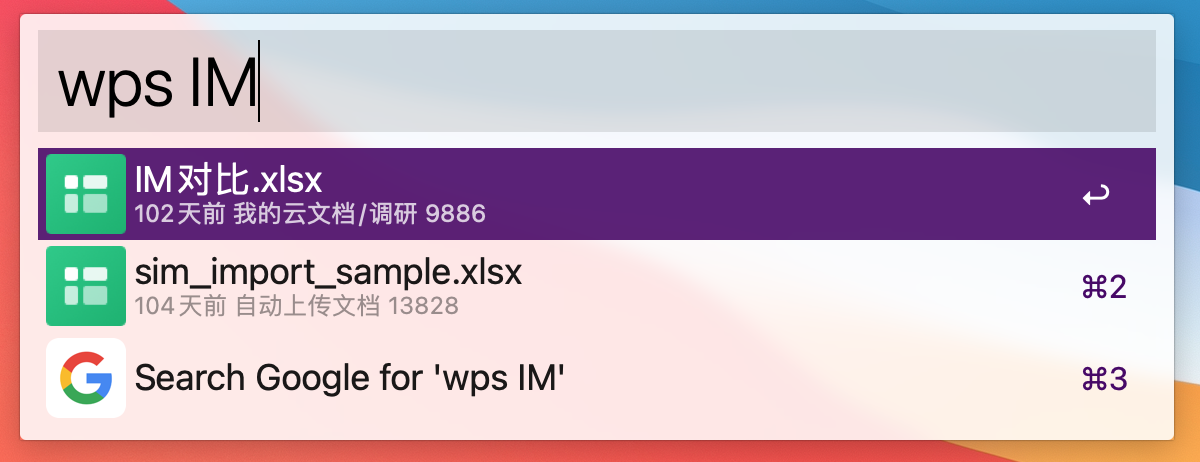 wps IM
IM对比.xlsx
102天前 我的云文档/调研 9886
sim_import_sample.xlsx
104天前 自动上传文档 13828
⌘2
Search Google for 'wps IM'
⌘3